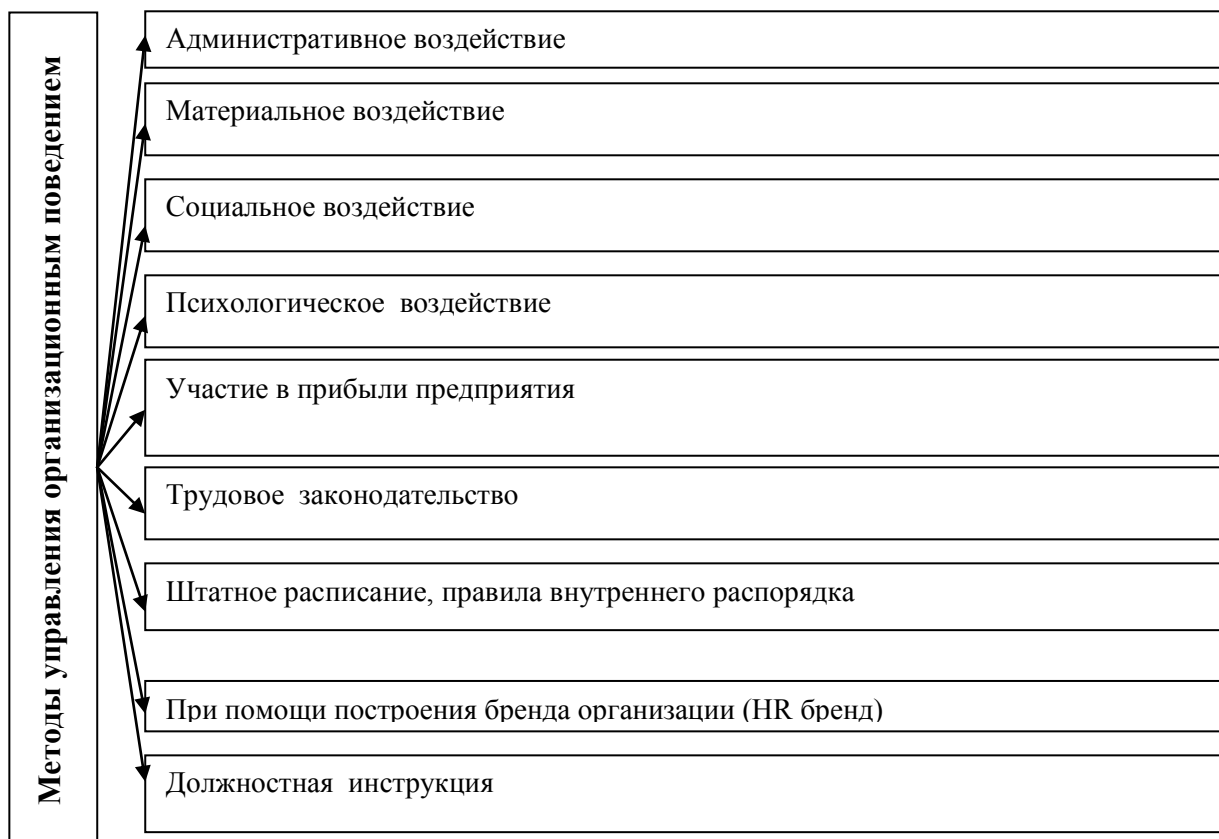 Методы управления организационным поведением
Административное воздействие
Материальное воздействие
Социальное воздействие
Психологическое воздействие
Участие в прибыли предприятия
Трудовое законодательство
Штатное расписание, правила внутреннего распорядка
При помощи построения бренда организации (HR бренд)
Должностная инструкция